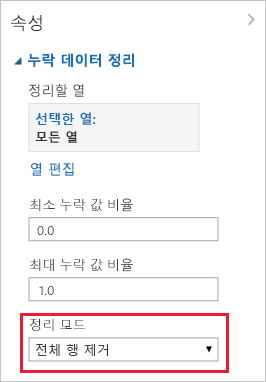 속성
누락 데이터 정리
정리할 열
선택한 열:
모든 열
열 편집
최소 누락 값 비율
0.0
최대 누락 값 비율
1.0
정리 모드
전체 행 제거